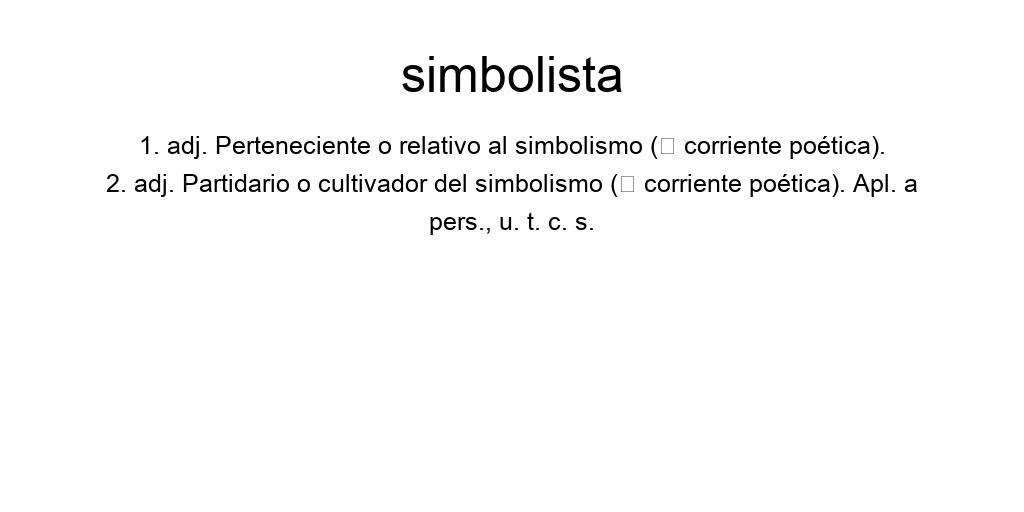 simbolista
1. adj. Perteneciente o relativo al simbolismo (□ corriente poética).
2. adj. Partidario o cultivador del simbolismo (□ corriente poética). Apl. a
pers., u. t. c. s.